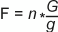 F = n * G/g